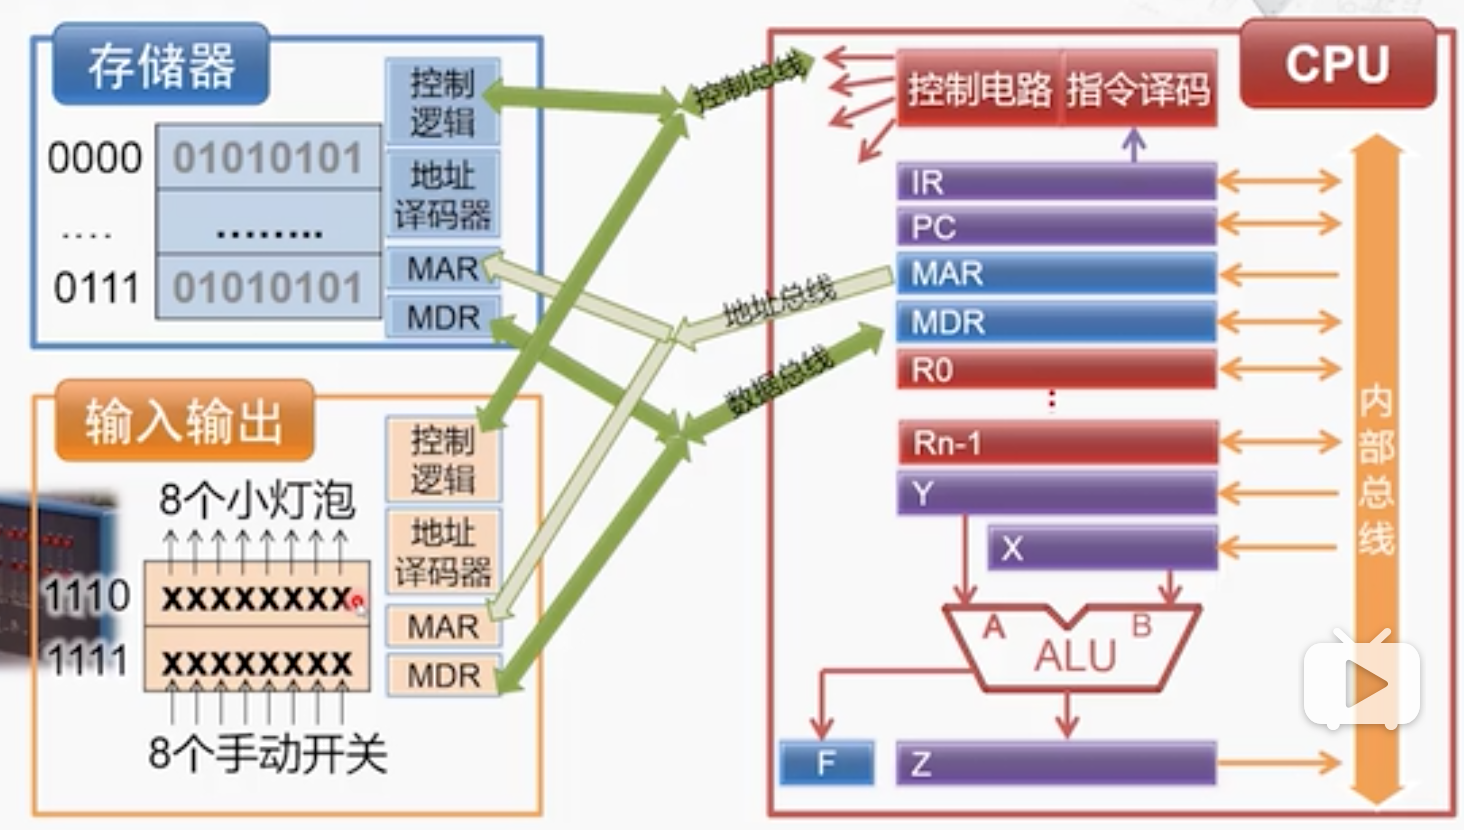 存储器
控制
逻辑
0000
01010101
地址
译码器
....
........
0111
01010101
MAR
MDR
输入输出
8个小灯泡
1110
XXXXXXXX
1111
XXXXXXXX
8个手动开关
控制
逻辑
地址
译码器
MAR
MDR
控制总线
地址总线
数据总线
CPU
控制电路
指令译码
IR
PC
MAR
MDR
R0
⋮
Rn-1
Y
X
A
B
ALU
F
Z
内部总线